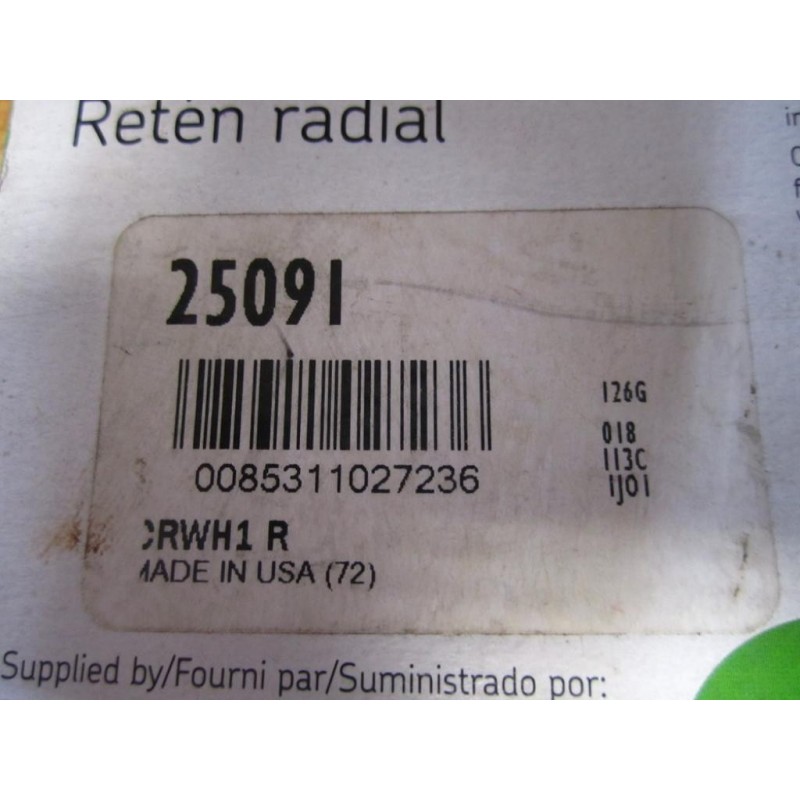 Retén radial
25091
0085311027236
126G
018
113C
1J01
CRWH1 R
MADE IN USA (72)
Supplied by/Fourni par/Suministrado por: